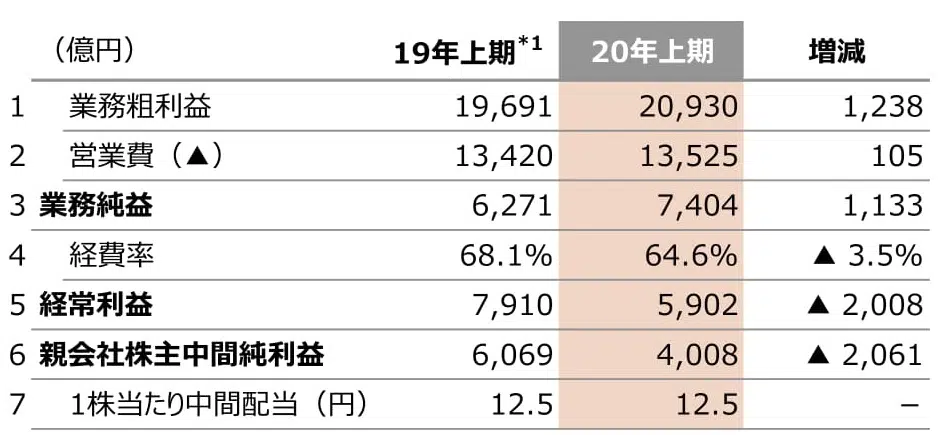 （億円） 19年上期*1 20年上期 増減
1 業務粗利益 19,691 20,930 1,238
2 営業費（▲） 13,420 13,525 105
3 業務純益 6,271 7,404 1,133
4 経費率 68.1% 64.6% ▲ 3.5%
5 経常利益 7,910 5,902 ▲ 2,008
6 親会社株主中間純利益 6,069 4,008 ▲ 2,061
7 1株当たり中間配当（円） 12.5 12.5 −